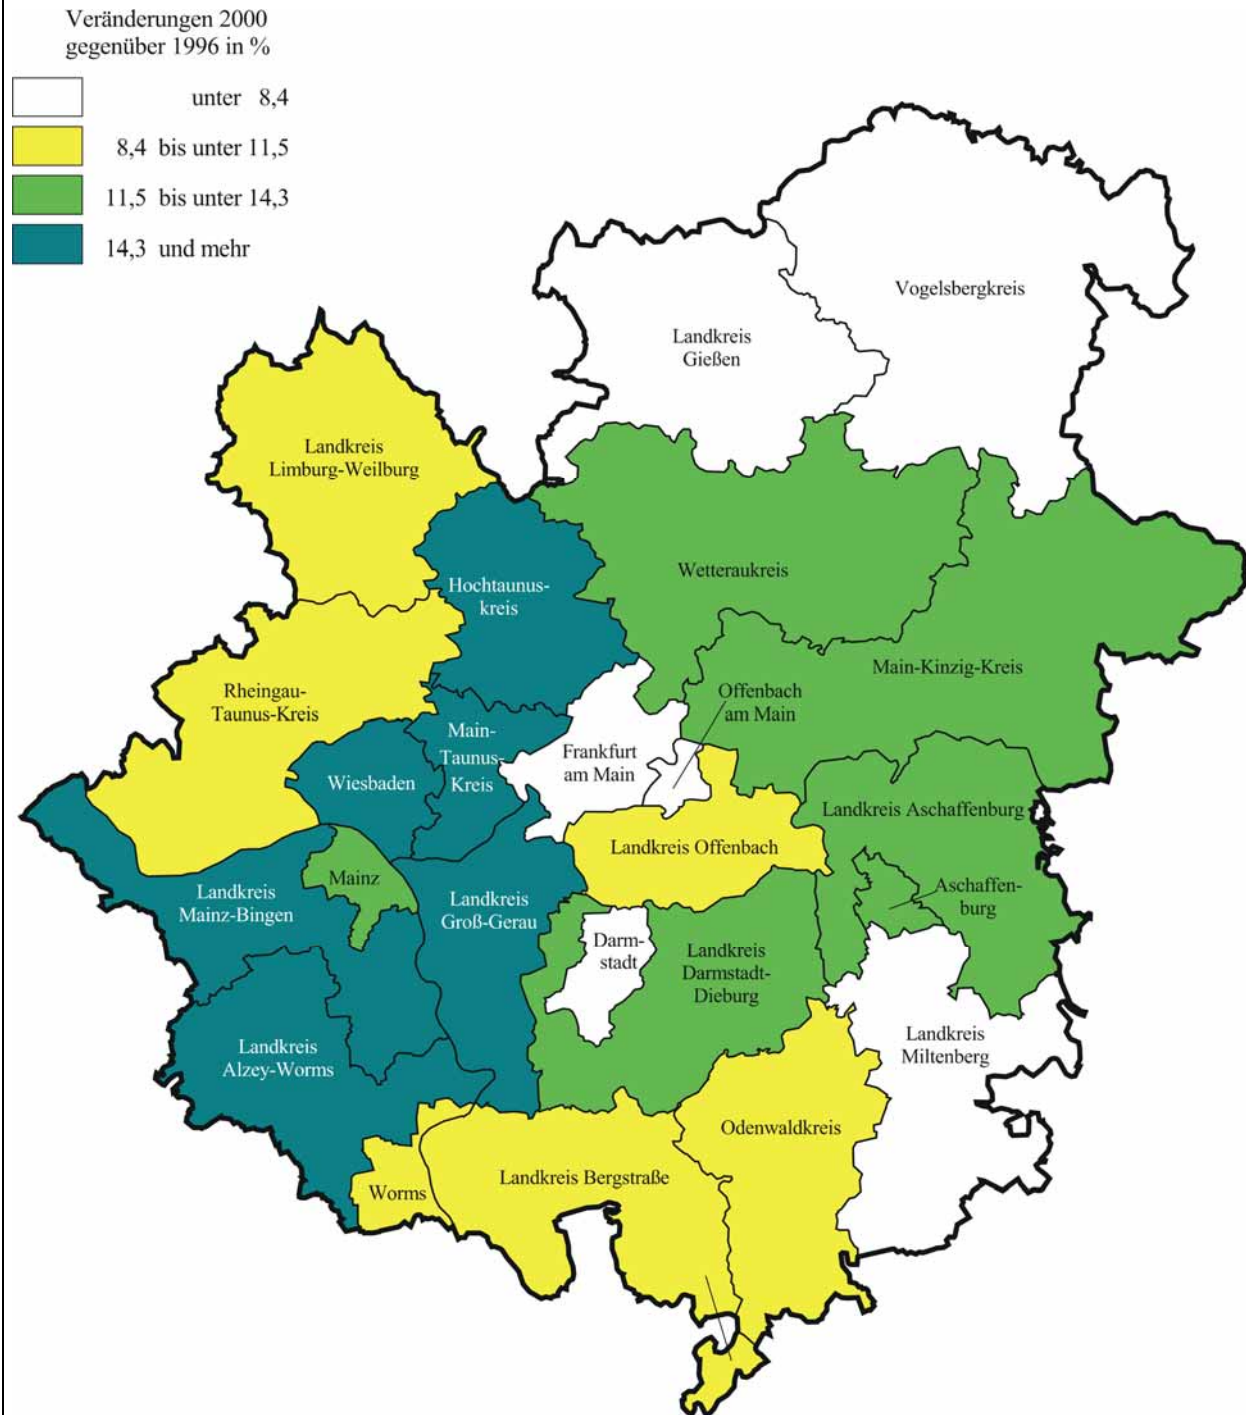 Veränderungen 2000
gegenüber 1996 in %
unter 8,4
8,4 bis unter 11,5
11,5 bis unter 14,3
14,3 und mehr
Vogelsbergkreis
Landkreis
Gießen
Landkreis
Limburg-Weilburg
Wetteraukreis
Hochtaunus-
kreis
Main-Kinzig-Kreis
Rheingau-
Taunus-Kreis
Offenbach
am Main
Main-
Taunus-
Kreis
Frankfurt
am Main
Wiesbaden
Landkreis Aschaffenburg
Landkreis Offenbach
Mainz
Landkreis
Mainz-Bingen
Landkreis
Groß-Gerau
Aschaffen-
burg
Darm-
stadt
Landkreis
Darmstadt-
Dieburg
Landkreis
Miltenberg
Landkreis
Alzey-Worms
Odenwaldkreis
Landkreis Bergstraße
Worms